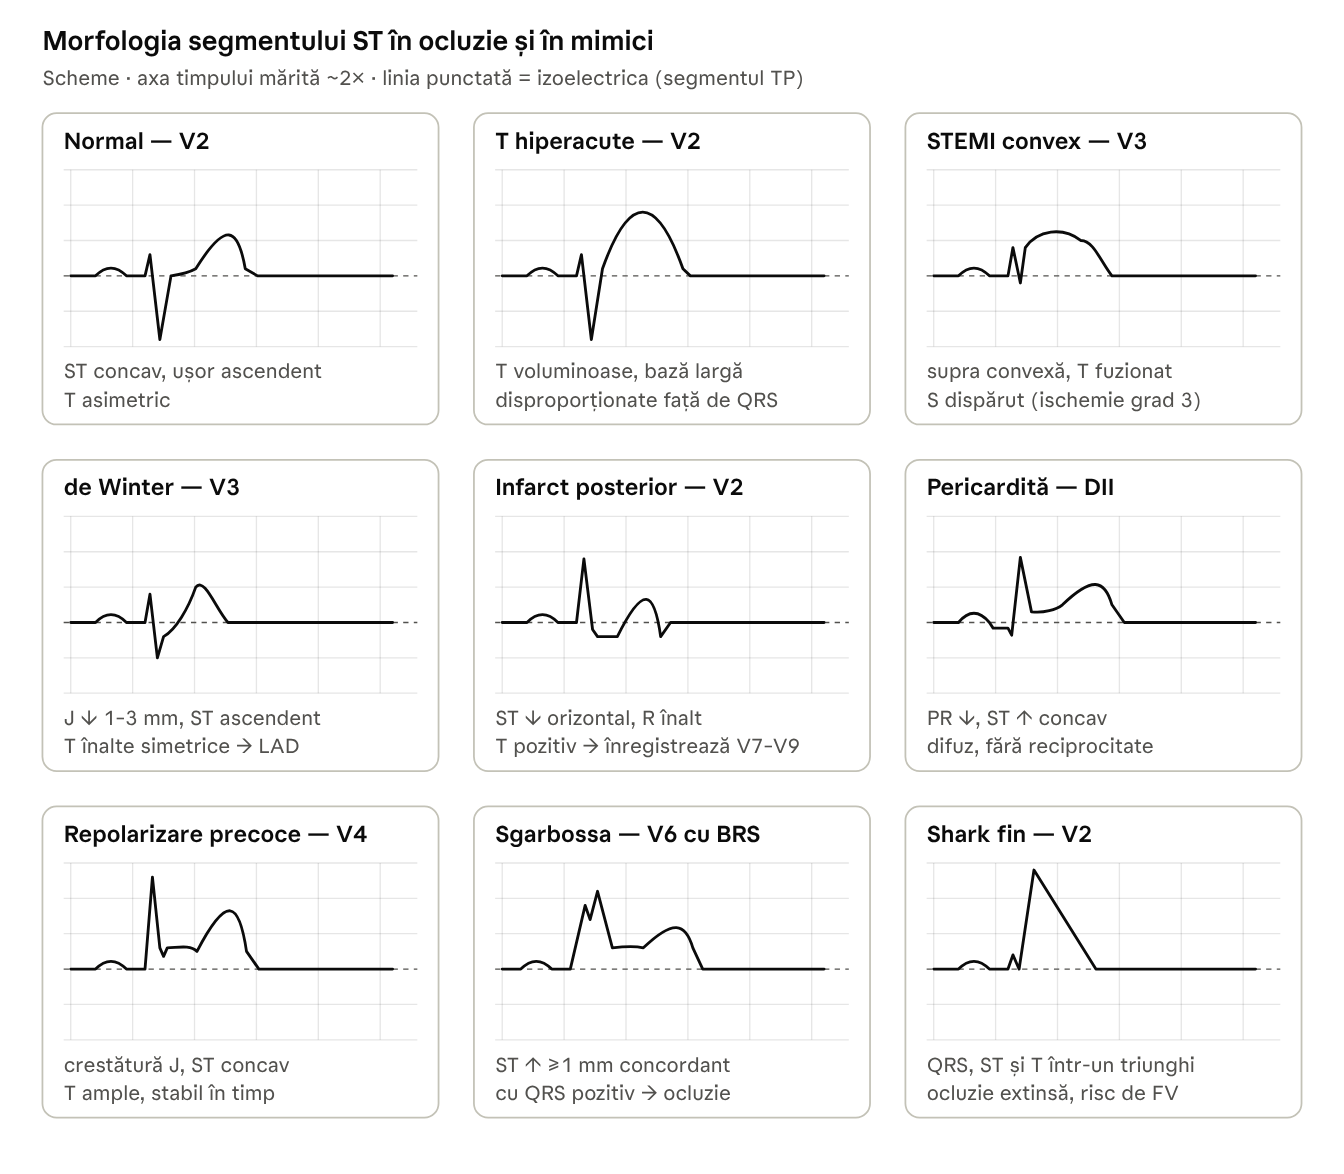 Morfologia segmentului ST în ocluzie și în mimici
Scheme · axa timpului mărită ~2× · linia punctată = izoelectrica (segmentul TP)
Normal — V2
ST concav, ușor ascendent
T asimetric
T hiperacute — V2
T voluminoase, bază largă
disproporționate față de QRS
STEMI convex — V3
supra convexă, T fuzionat
S dispărut (ischemie grad 3)
de Winter — V3
J ↓ 1–3 mm, ST ascendent
T înalte simetrice → LAD
Infarct posterior — V2
ST ↓ orizontal, R înalt
T pozitiv → înregistrează V7–V9
Pericardită — DII
PR ↓, ST ↑ concav
difuz, fără reciprocitate
Repolarizare precoce — V4
crestătură J, ST concav
T ample, stabil în timp
Sgarbossa — V6 cu BRS
ST ↑ ≥1 mm concordant
cu QRS pozitiv → ocluzie
Shark fin — V2
QRS, ST și T într-un triunghi
ocluzie extinsă, risc de FV